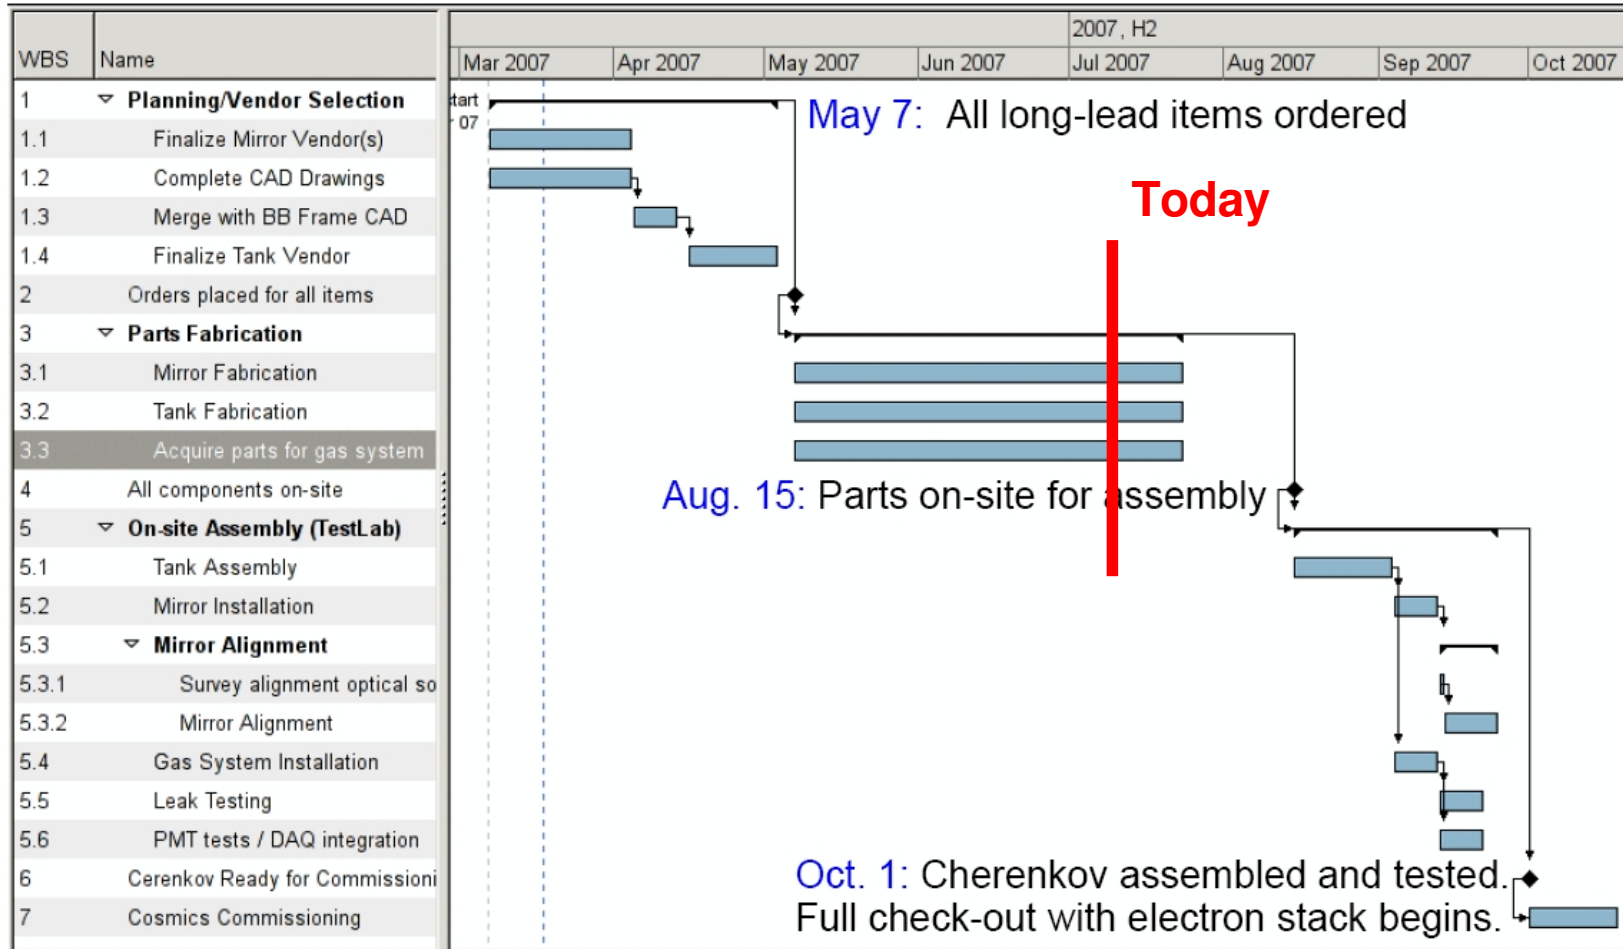 2007, H2
WBS Name Mar 2007 Apr 2007 May 2007 Jun 2007 Jul 2007 Aug 2007 Sep 2007 Oct 2007
1 Planning/Vendor Selection tart May 7: All long-lead items ordered
07
1.1 Finalize Mirror Vendor(s)
1.2 Complete CAD Drawings
Today
1.3 Merge with BB Frame CAD
1.4 Finalize Tank Vendor
2 Orders placed for all items
3 Parts Fabrication
3.1 Mirror Fabrication
3.2 Tank Fabrication
3.3 Acquire parts for gas system
4 All components on-site Aug. 15: Parts on-site for assembly
5 On-site Assembly (TestLab)
5.1 Tank Assembly
5.2 Mirror Installation
5.3 Mirror Alignment
5.3.1 Survey alignment optical so
5.3.2 Mirror Alignment
5.4 Gas System Installation
5.5 Leak Testing
5.6 PMT tests / DAQ integration
6 Cerenkov Ready for Commissioni Oct. 1: Cherenkov assembled and tested.
7 Cosmics Commissioning Full check-out with electron stack begins.